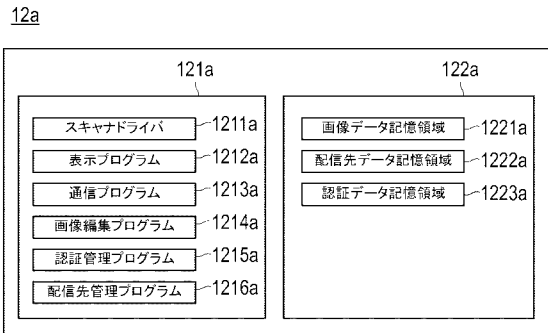 12a
121a
スキャナドライバ 1211a
表示プログラム 1212a
通信プログラム 1213a
画像編集プログラム 1214a
認証管理プログラム 1215a
配信先管理プログラム 1216a
122a
画像データ記憶領域 1221a
配信先データ記憶領域 1222a
認証データ記憶領域 1223a